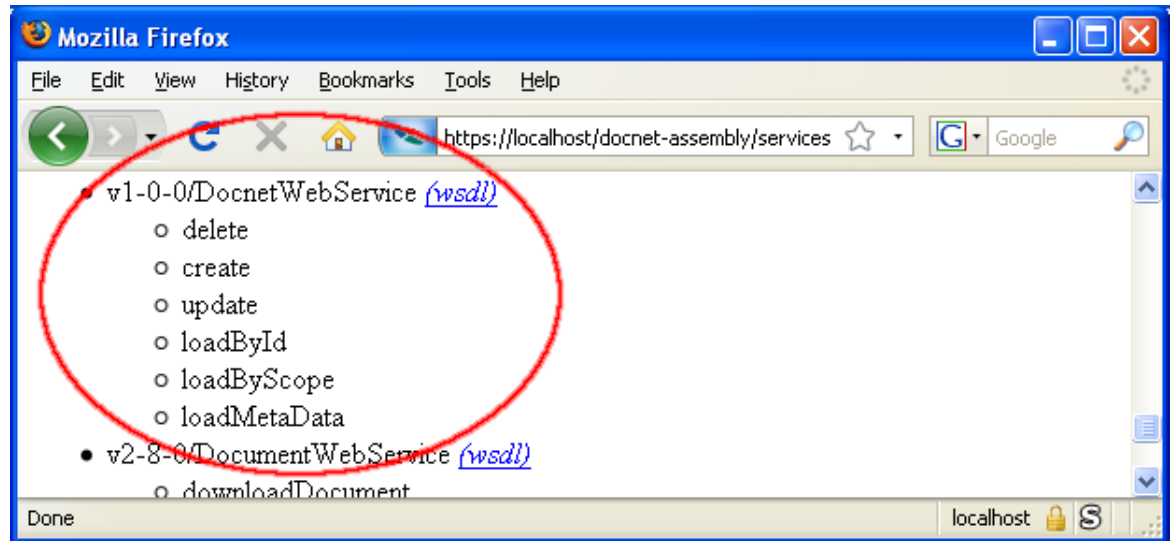 Mozilla Firefox
File Edit View History Bookmarks Tools Help
https://localhost/docnet-assembly/services G Google
v1-0-0/DocnetWebService (wsdl)
delete
create
update
loadById
loadByScope
loadMetaData
v2-8-0/DocumentWebService (wsdl)
downloadDocument
Done localhost S